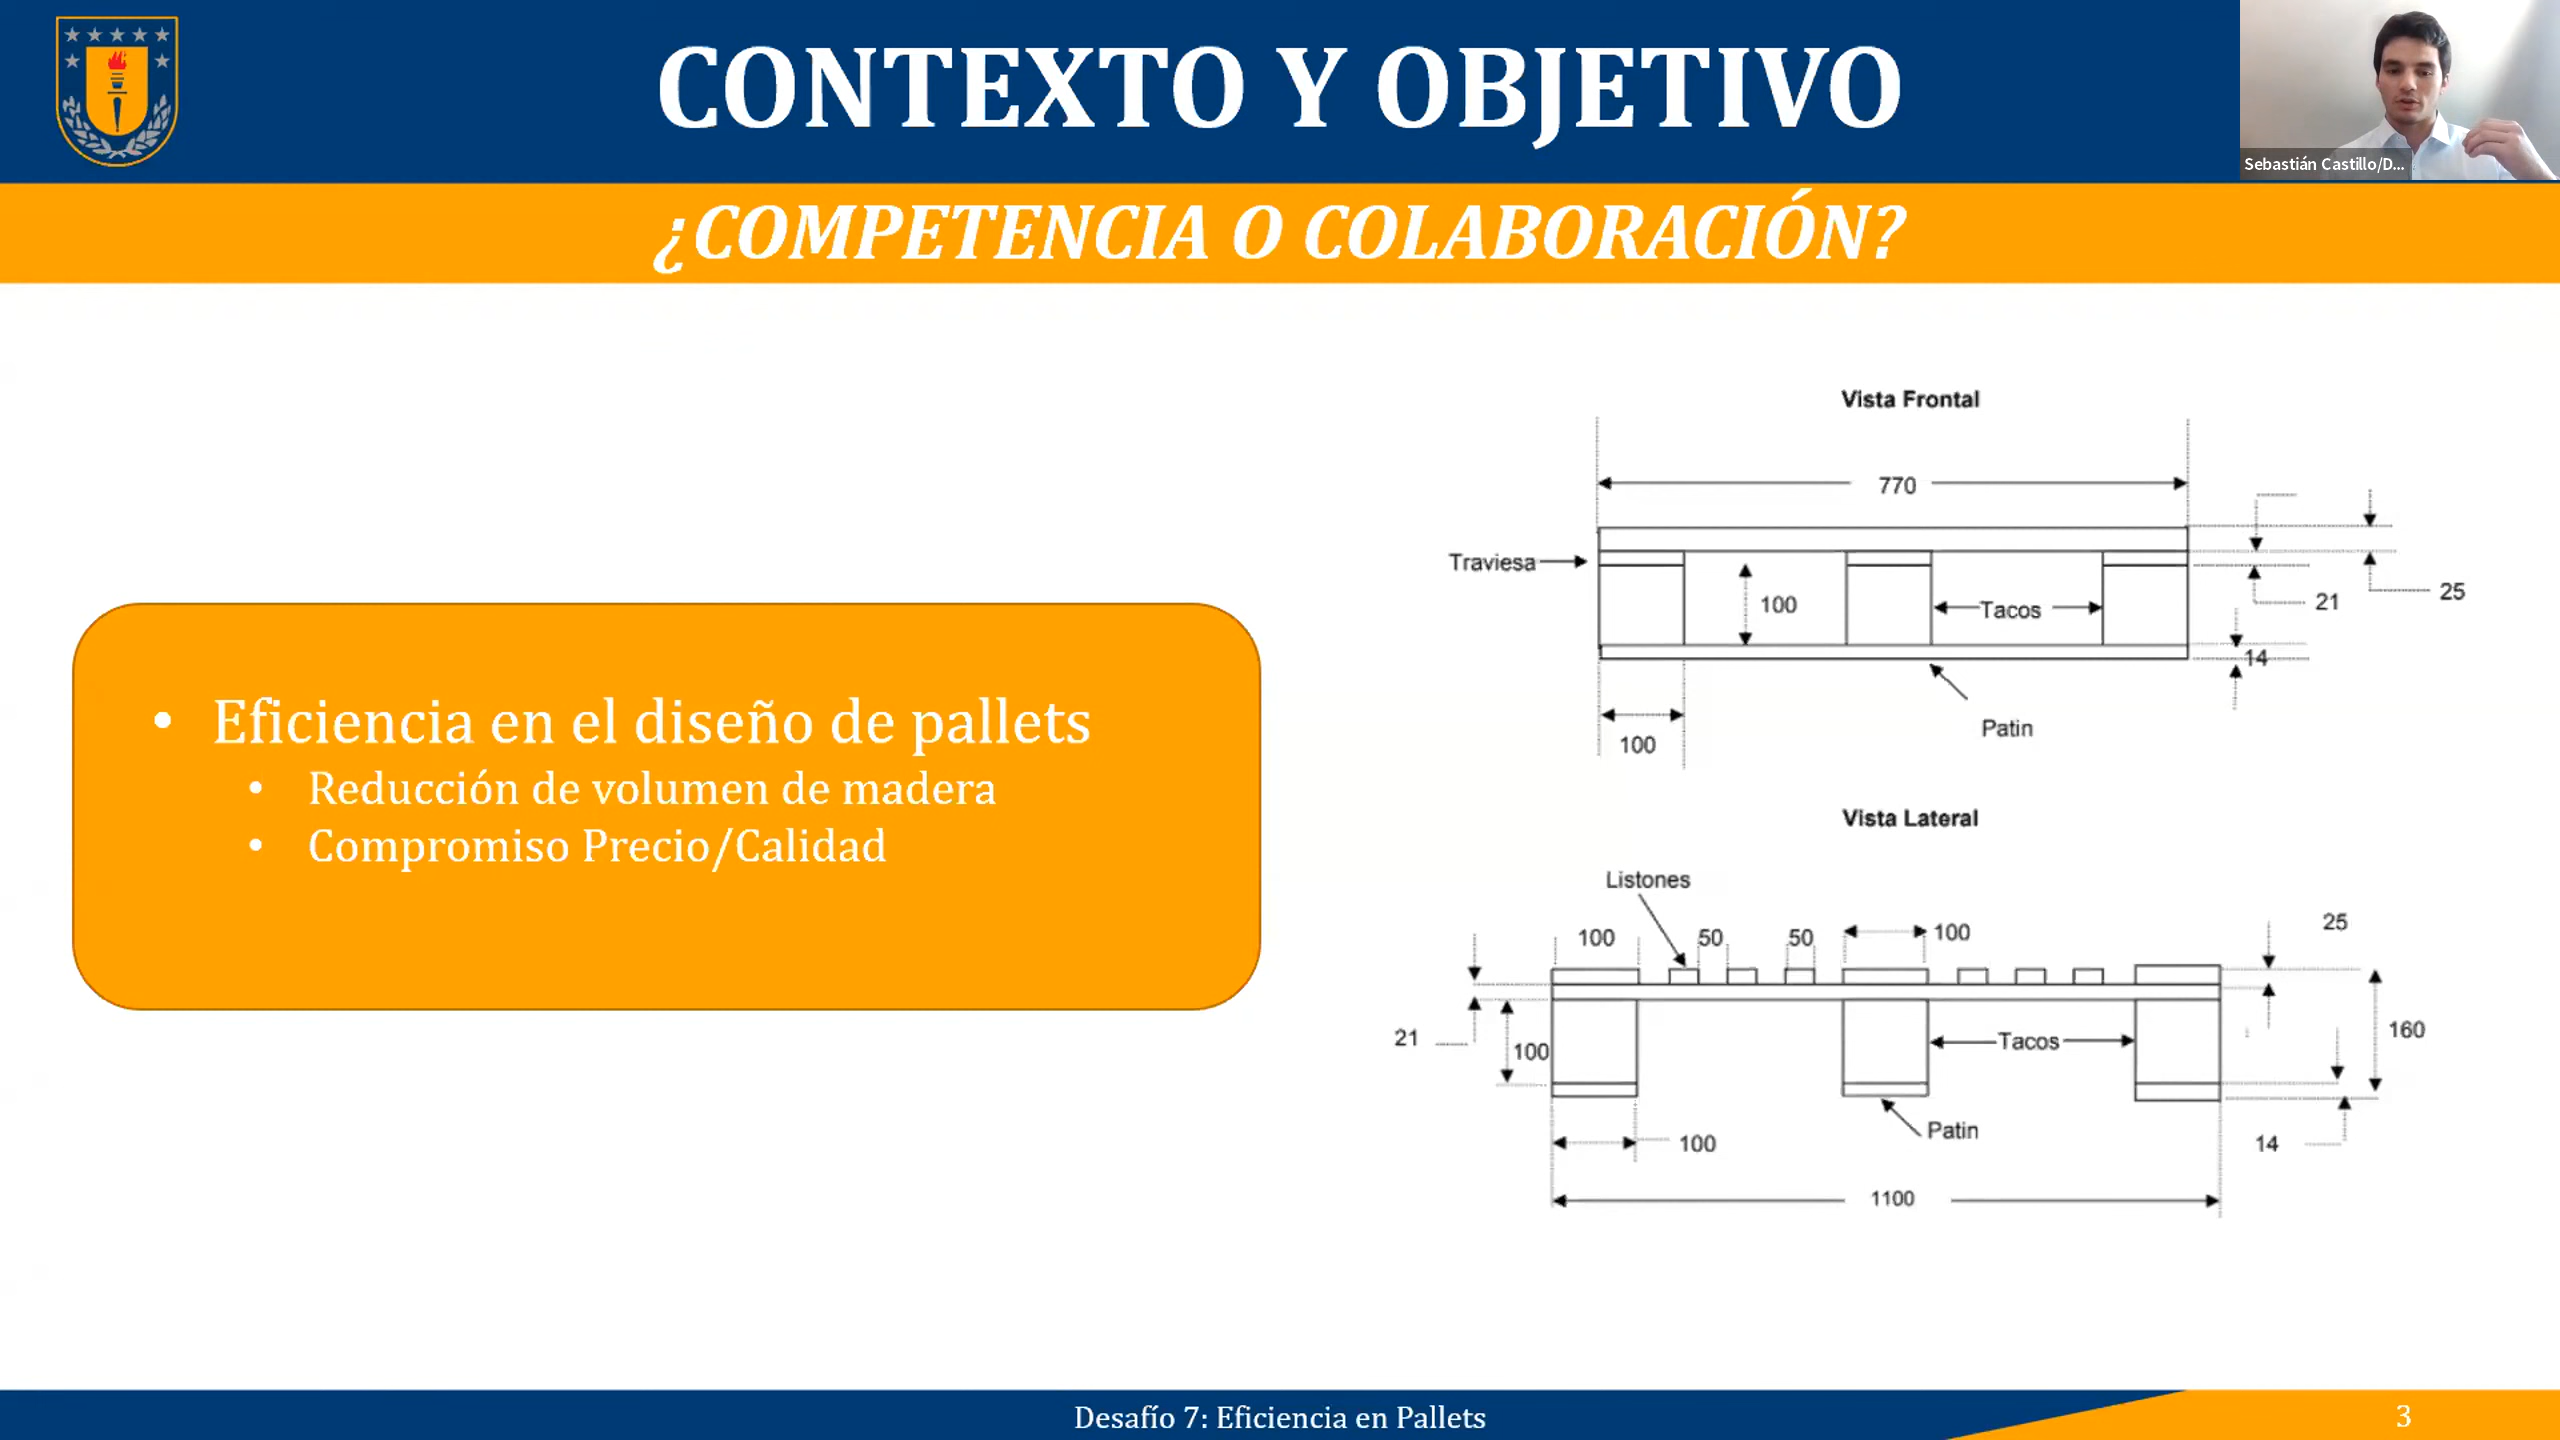 CONTEXTO Y OBJETIVO
Sebastián Castillo/D...
¿COMPETENCIA O COLABORACIÓN?
• Eficiencia en el diseño de pallets
• Reducción de volumen de madera
• Compromiso Precio/Calidad
Vista Frontal
770
Traviesa
100
Tacos
21
25
14
Patin
100
Vista Lateral
Listones
100
50
50
100
25
21
100
Tacos
160
Patin
100
14
1100
Desafío 7: Eficiencia en Pallets
3